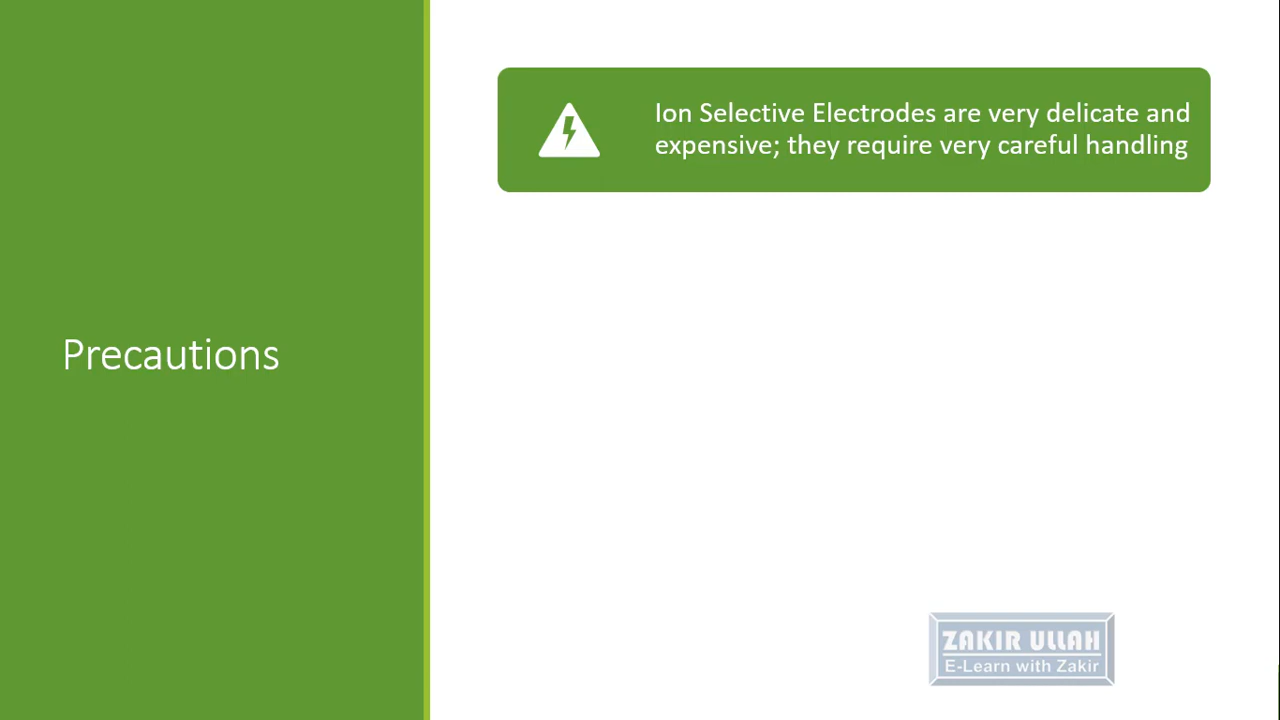 Precautions
Ion Selective Electrodes are very delicate and
expensive; they require very careful handling
ZAKIR ULLAH
E-Learn with Zakir